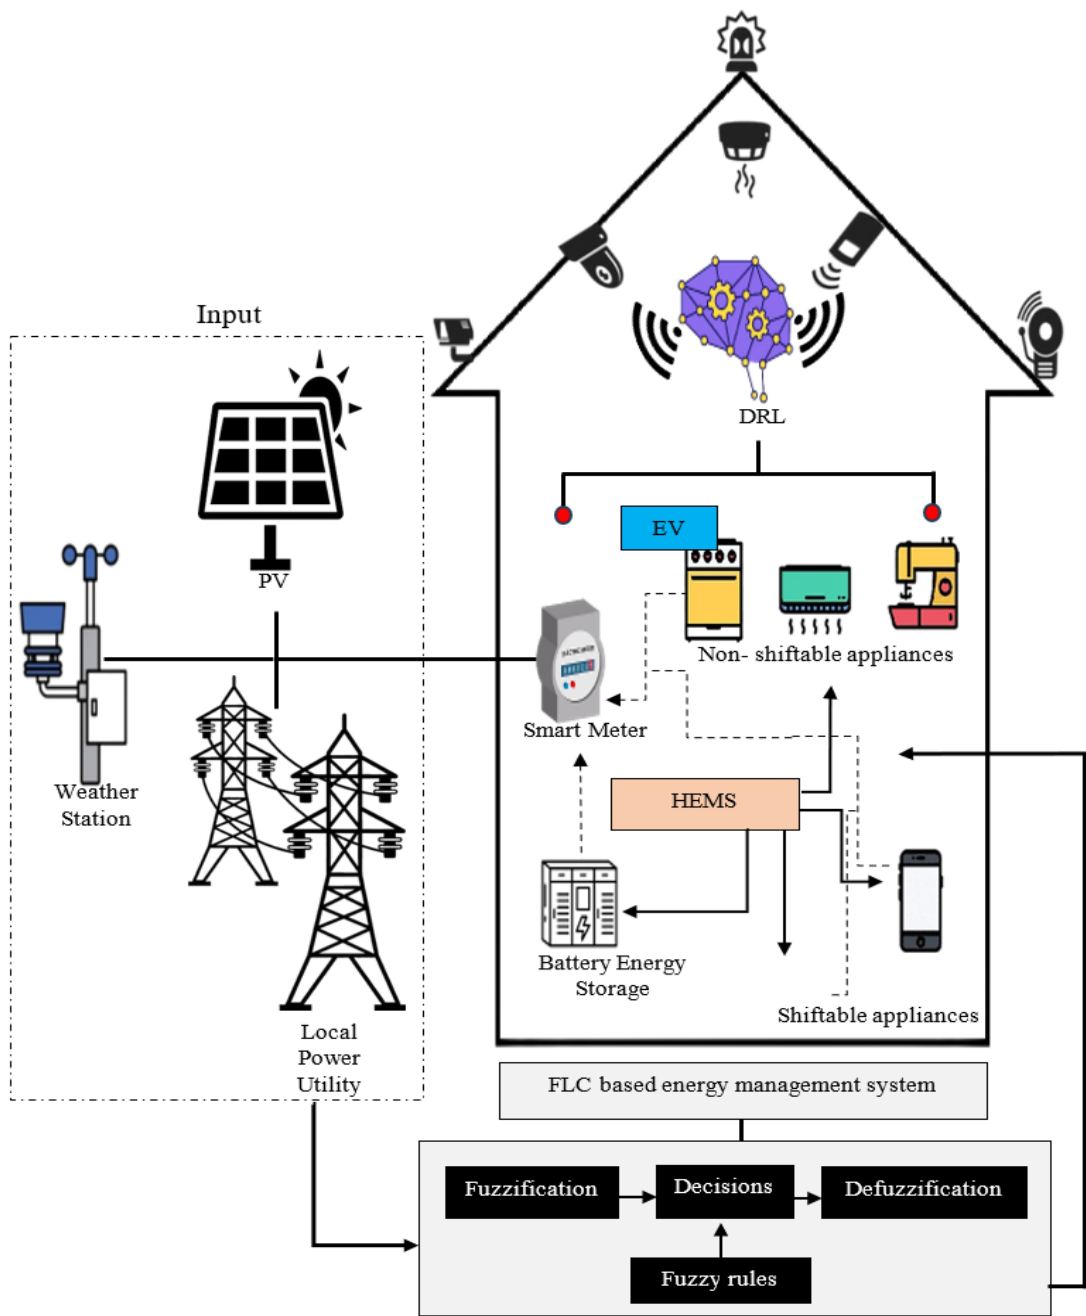 Input
PV
Weather
Station
Local
Power
Utility
DRL
EV
Non- shiftable appliances
Smart Meter
HEMS
Battery Energy
Storage
Shiftable appliances
FLC based energy management system
Fuzzification
Decisions
Defuzzification
Fuzzy rules